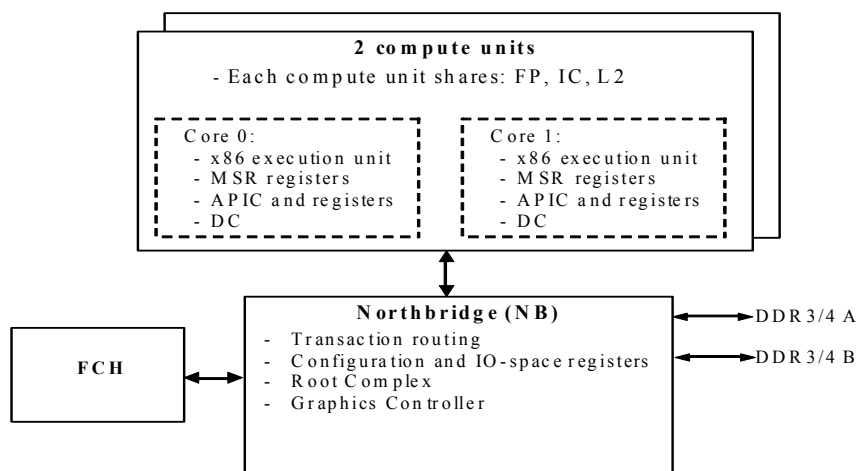 2 compute units
- Each compute unit shares: FP, IC, L2
Core 0:
- x86 execution unit
- MSR registers
- APIC and registers
- DC
Core 1:
- x86 execution unit
- MSR registers
- APIC and registers
- DC
Northbridge (NB)
- Transaction routing
- Configuration and IO-space registers
- Root Complex
- Graphics Controller
FCH
DDR3/4 A
DDR3/4 B